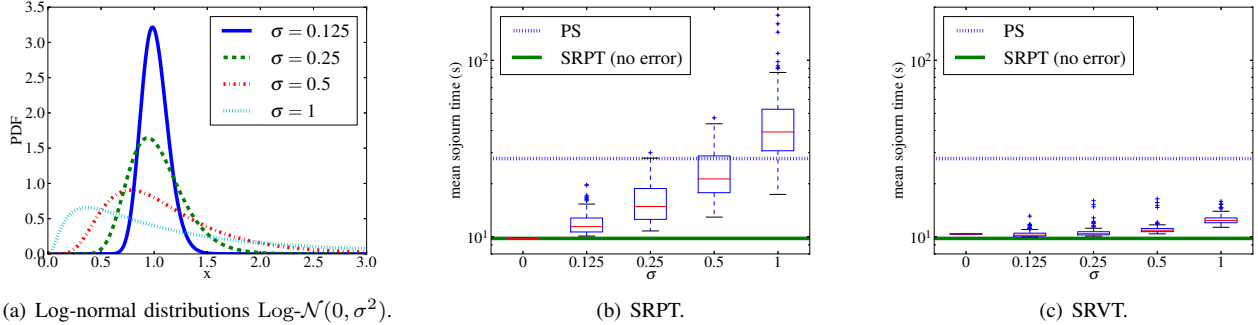 3.5
3.0
2.5
2.0
1.5
1.0
0.5
0.0
PDF
σ = 0.125
σ = 0.25
σ = 0.5
σ = 1
0.0 0.5 1.0 1.5 2.0 2.5 3.0
x
(a) Log-normal distributions Log-𝒩(0, σ²).
mean sojourn time (s)
10²
10¹
PS
SRPT (no error)
0 0.125 0.25 0.5 1
σ
(b) SRPT.
mean sojourn time (s)
10²
10¹
PS
SRPT (no error)
0 0.125 0.25 0.5 1
σ
(c) SRVT.